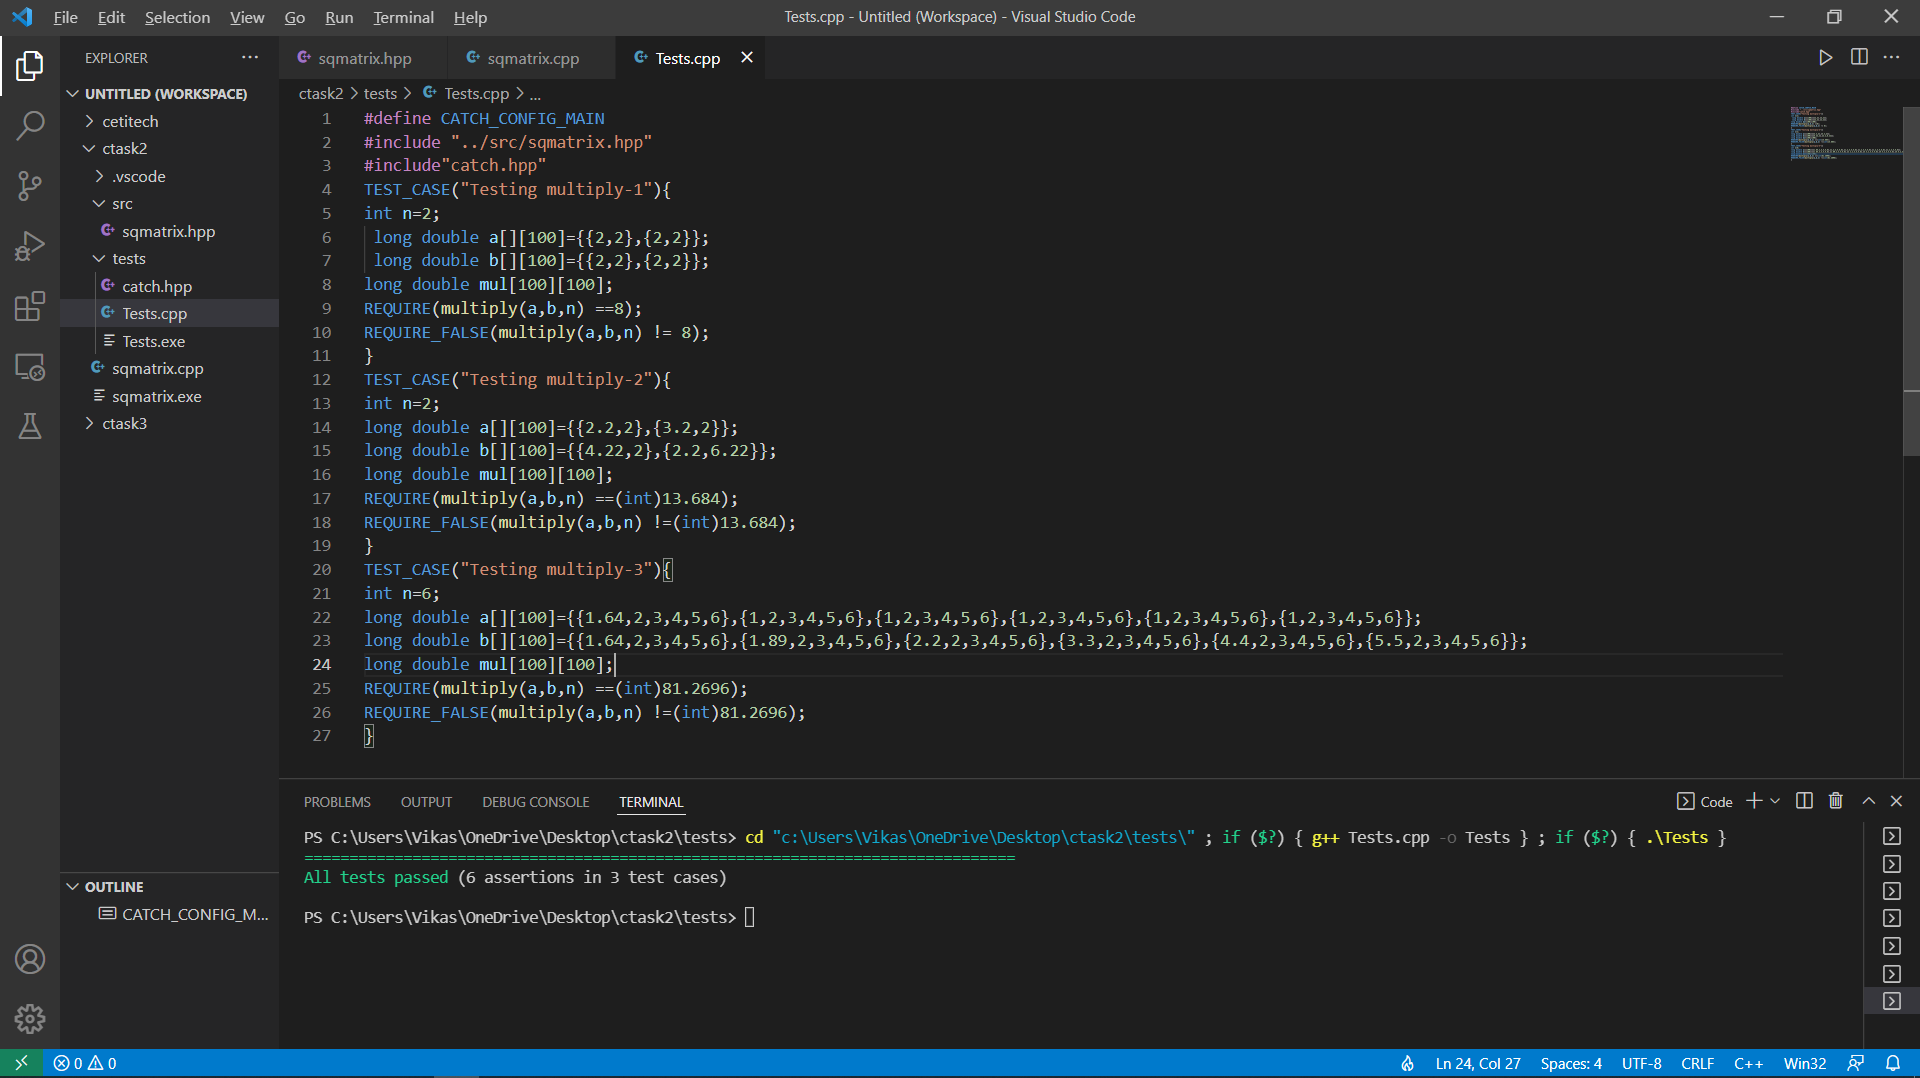 File Edit Selection View Go Run Terminal Help
Tests.cpp - Untitled (Workspace) - Visual Studio Code
EXPLORER
UNTITLED (WORKSPACE)
cetitech
ctask2
.vscode
src
sqmatrix.hpp
tests
catch.hpp
Tests.cpp
Tests.exe
sqmatrix.cpp
sqmatrix.exe
ctask3
OUTLINE
CATCH_CONFIG_M...
sqmatrix.hpp sqmatrix.cpp Tests.cpp
ctask2 > tests > Tests.cpp > ...
1 #define CATCH_CONFIG_MAIN
2 #include "../src/sqmatrix.hpp"
3 #include"catch.hpp"
4 TEST_CASE("Testing multiply-1"){
5 int n=2;
6 long double a[][100]={{2,2},{2,2}};
7 long double b[][100]={{2,2},{2,2}};
8 long double mul[100][100];
9 REQUIRE(multiply(a,b,n) ==8);
10 REQUIRE_FALSE(multiply(a,b,n) != 8);
11 }
12 TEST_CASE("Testing multiply-2"){
13 int n=2;
14 long double a[][100]={{2.2,2},{3.2,2}};
15 long double b[][100]={{4.22,2},{2.2,6.22}};
16 long double mul[100][100];
17 REQUIRE(multiply(a,b,n) ==(int)13.684);
18 REQUIRE_FALSE(multiply(a,b,n) !=(int)13.684);
19 }
20 TEST_CASE("Testing multiply-3"){
21 int n=6;
22 long double a[][100]={{1.64,2,3,4,5,6},{1,2,3,4,5,6},{1,2,3,4,5,6},{1,2,3,4,5,6},{1,2,3,4,5,6},{1,2,3,4,5,6}};
23 long double b[][100]={{1.64,2,3,4,5,6},{1.89,2,3,4,5,6},{2.2,2,3,4,5,6},{3.3,2,3,4,5,6},{4.4,2,3,4,5,6},{5.5,2,3,4,5,6}};
24 long double mul[100][100];
25 REQUIRE(multiply(a,b,n) ==(int)81.2696);
26 REQUIRE_FALSE(multiply(a,b,n) !=(int)81.2696);
27 }
PROBLEMS OUTPUT DEBUG CONSOLE TERMINAL
Code
PS C:\Users\Vikas\OneDrive\Desktop\ctask2\tests> cd "c:\Users\Vikas\OneDrive\Desktop\ctask2\tests\" ; if ($?) { g++ Tests.cpp -o Tests } ; if ($?) { .\Tests }
===============================================================================
All tests passed (6 assertions in 3 test cases)
PS C:\Users\Vikas\OneDrive\Desktop\ctask2\tests>
0 0
Ln 24, Col 27 Spaces: 4 UTF-8 CRLF C++ Win32